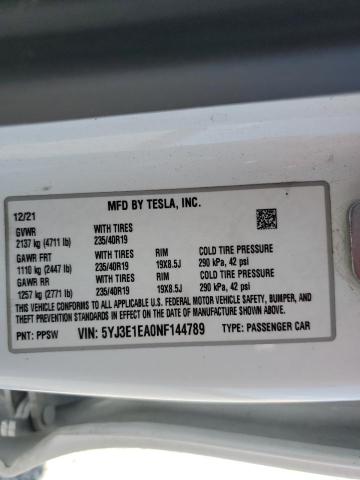 MFD BY TESLA, INC.
12/21
GVWR WITH TIRES
2137 kg (4711 lb) 235/40R19
GAWR FRT WITH TIRES RIM COLD TIRE PRESSURE
1110 kg (2447 lb) 235/40R19 19X8.5J 290 kPa, 42 psi
GAWR RR WITH TIRES RIM COLD TIRE PRESSURE
1257 kg (2771 lb) 235/40R19 19X8.5J 290 kPa, 42 psi
THIS VEHICLE CONFORMS TO ALL APPLICABLE U.S. FEDERAL MOTOR VEHICLE SAFETY, BUMPER, AND
THEFT PREVENTION STANDARDS IN EFFECT ON THE DATE OF MANUFACTURE SHOWN ABOVE.
PNT: PPSW VIN: 5YJ3E1EA0NF144789 TYPE: PASSENGER CAR